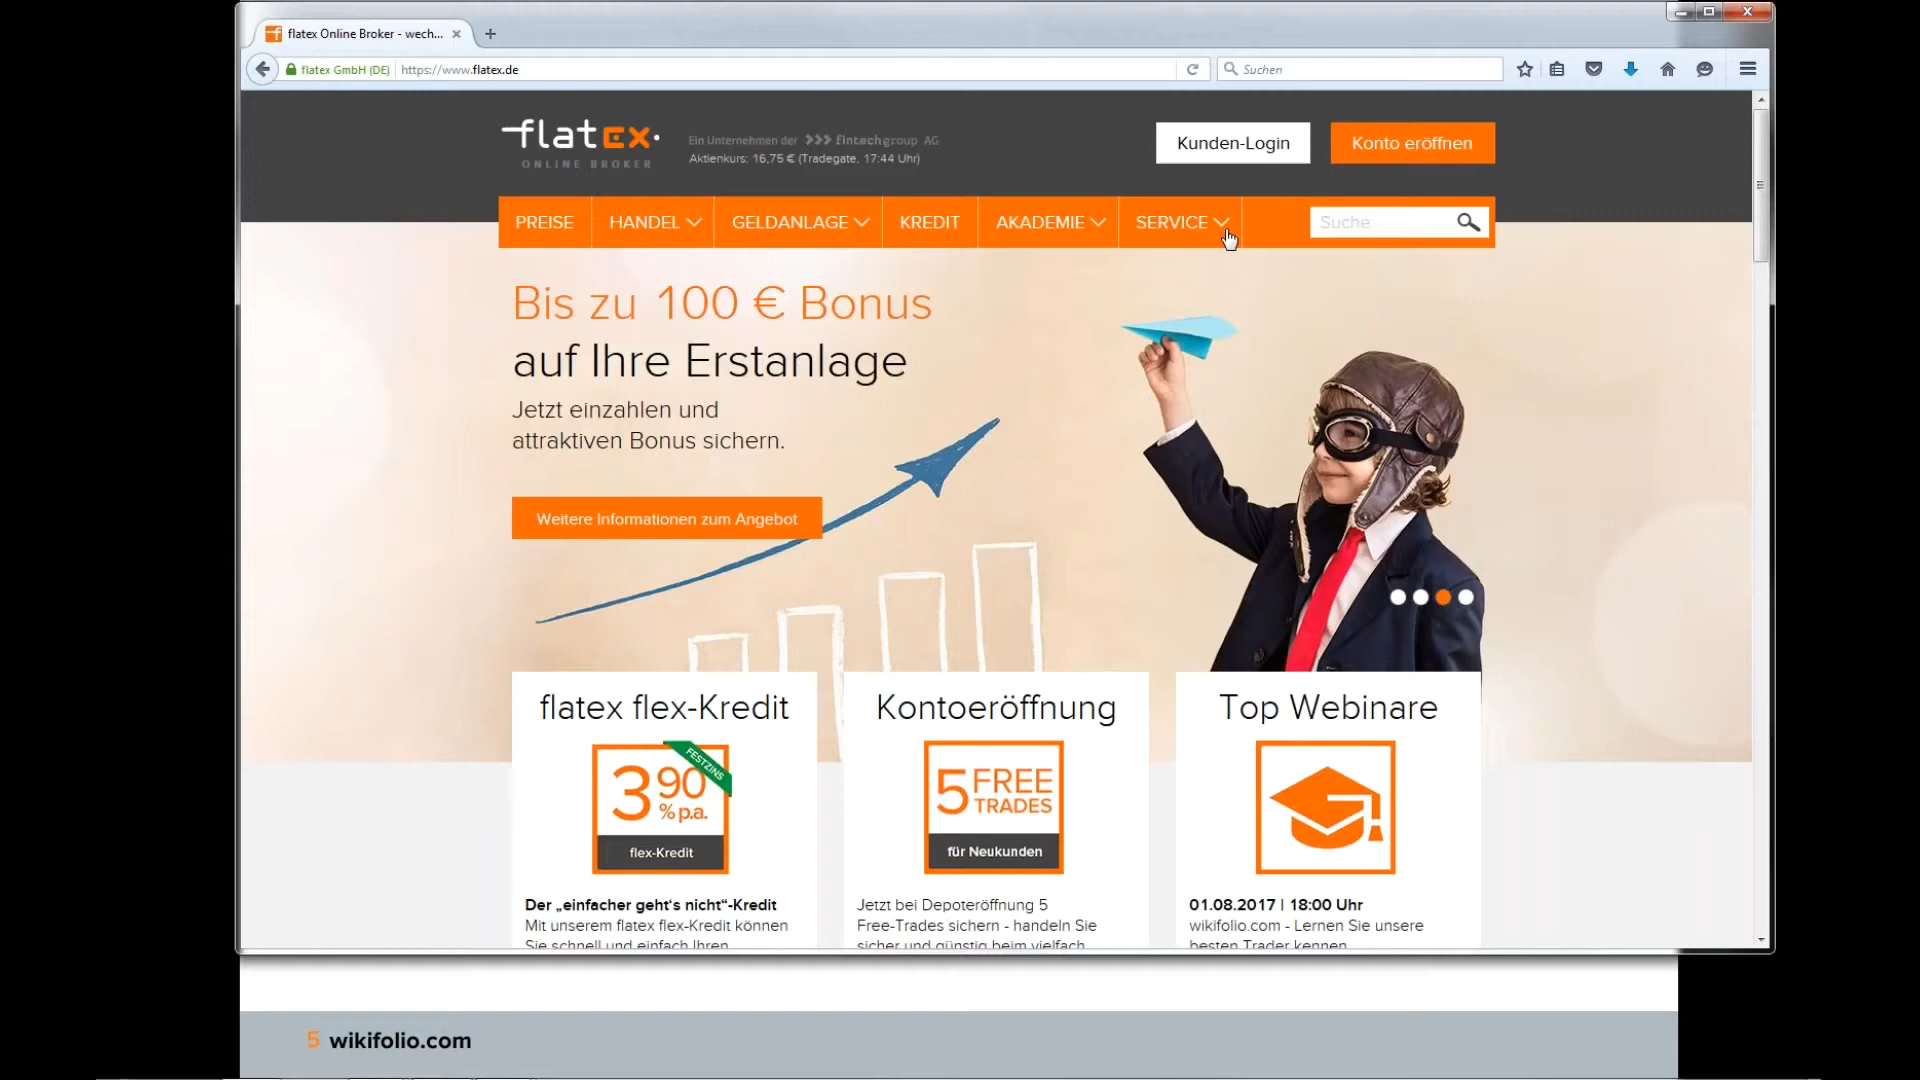 flatex Online Broker - wech...
flatex GmbH (DE) https://www.flatex.de
Suchen
flatex
ONLINE BROKER
Ein Unternehmen der >>> fintechgroup AG
Aktienkurs: 16,75 € (Tradegate, 17:44 Uhr)
Kunden-Login
Konto eröffnen
PREISE HANDEL GELDANLAGE KREDIT AKADEMIE SERVICE Suche
Bis zu 100 € Bonus
auf Ihre Erstanlage
Jetzt einzahlen und
attraktiven Bonus sichern.
Weitere Informationen zum Angebot
flatex flex-Kredit
FESTZINS
3 90
% p.a.
flex-Kredit
Der „einfacher geht's nicht“-Kredit
Mit unserem flatex flex-Kredit können
Sie schnell und einfach Ihren
Kontoeröffnung
5 FREE
TRADES
für Neukunden
Jetzt bei Depoteröffnung 5
Free-Trades sichern - handeln Sie
sicher und günstig beim vielfach
Top Webinare
01.08.2017 | 18:00 Uhr
wikifolio.com - Lernen Sie unsere
besten Trader kennen
5 wikifolio.com